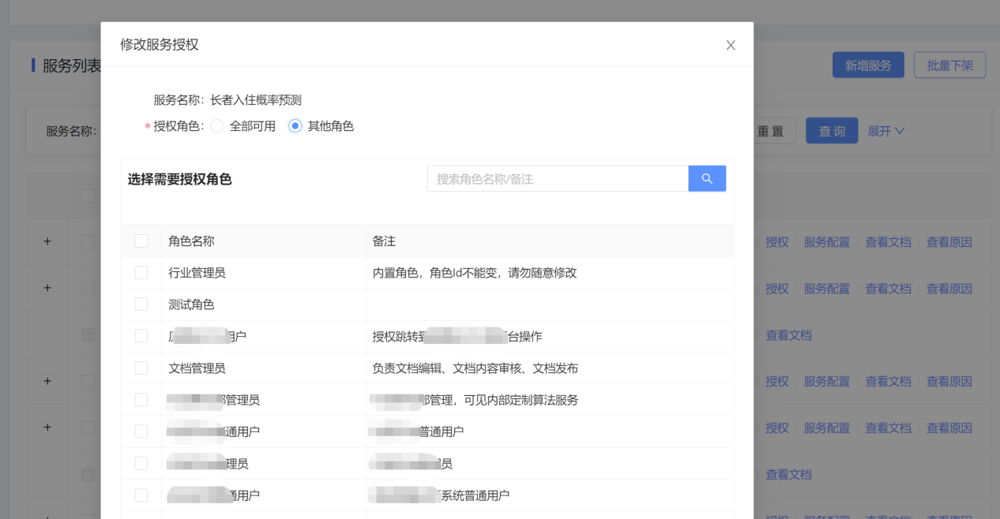 修改服务授权
服务列表
新增服务 批量下架
服务名称: 长者入住概率预测
* 授权角色: 全部可用 其他角色
服务名称:
重 置 查 询 展开
选择需要授权角色 搜索角色名称/备注
角色名称 备注
+ 授权 服务配置 查看文档 查看原因
行业管理员 内置角色，角色Id不能变，请勿随意修改
+ 授权 服务配置 查看文档 查看原因
测试角色
用户 授权跳转到 台操作
查看文档
文档管理员 负责文档编辑、文档内容审核、文档发布
+ 授权 服务配置 查看文档 查看原因
管理员 部管理，可见内部定制算法服务
+ 授权 服务配置 查看文档 查看原因
通用户 普通用户
理员 员
查看文档
通用户 系统普通用户
授权 服务配置 查看文档 查看原因